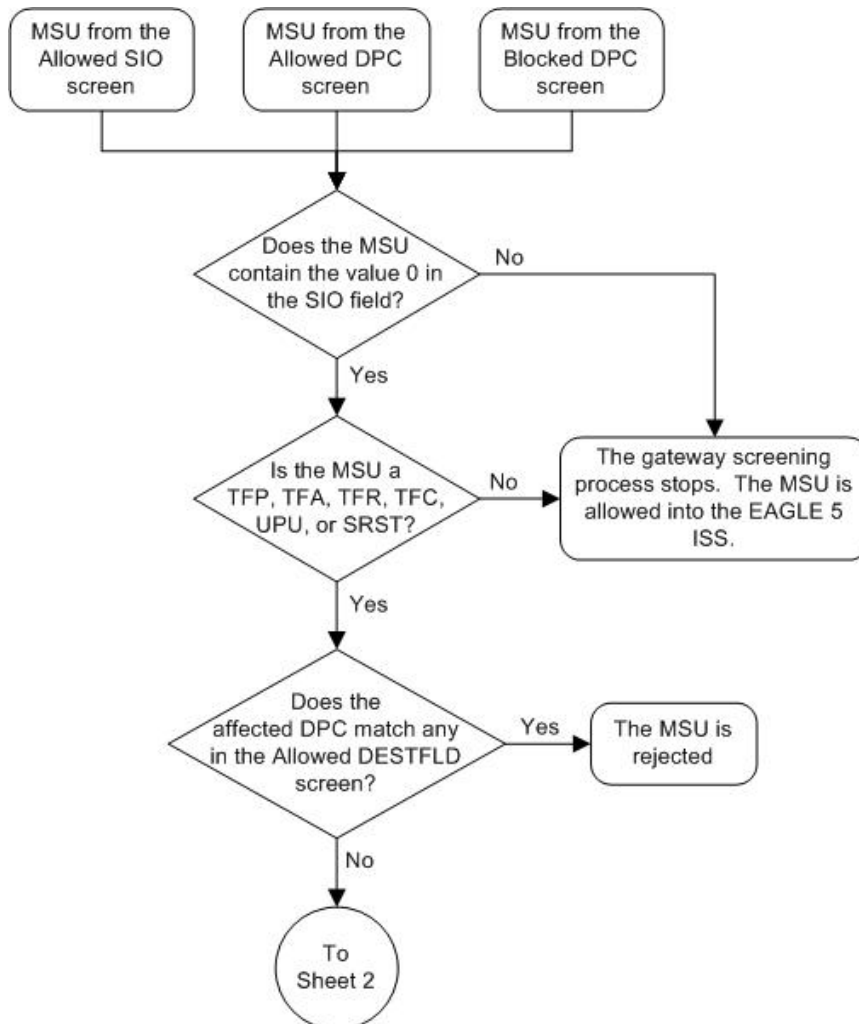 MSU from the
Allowed SIO
screen
MSU from the
Allowed DPC
screen
MSU from the
Blocked DPC
screen
Does the MSU
contain the value 0 in
the SIO field?
No
Yes
Is the MSU a
TFP, TFA, TFR, TFC,
UPU, or SRST?
No
The gateway screening
process stops. The MSU is
allowed into the EAGLE 5
ISS.
Yes
Does the
affected DPC match any
in the Allowed DESTFLD
screen?
Yes
The MSU is
rejected
No
To
Sheet 2